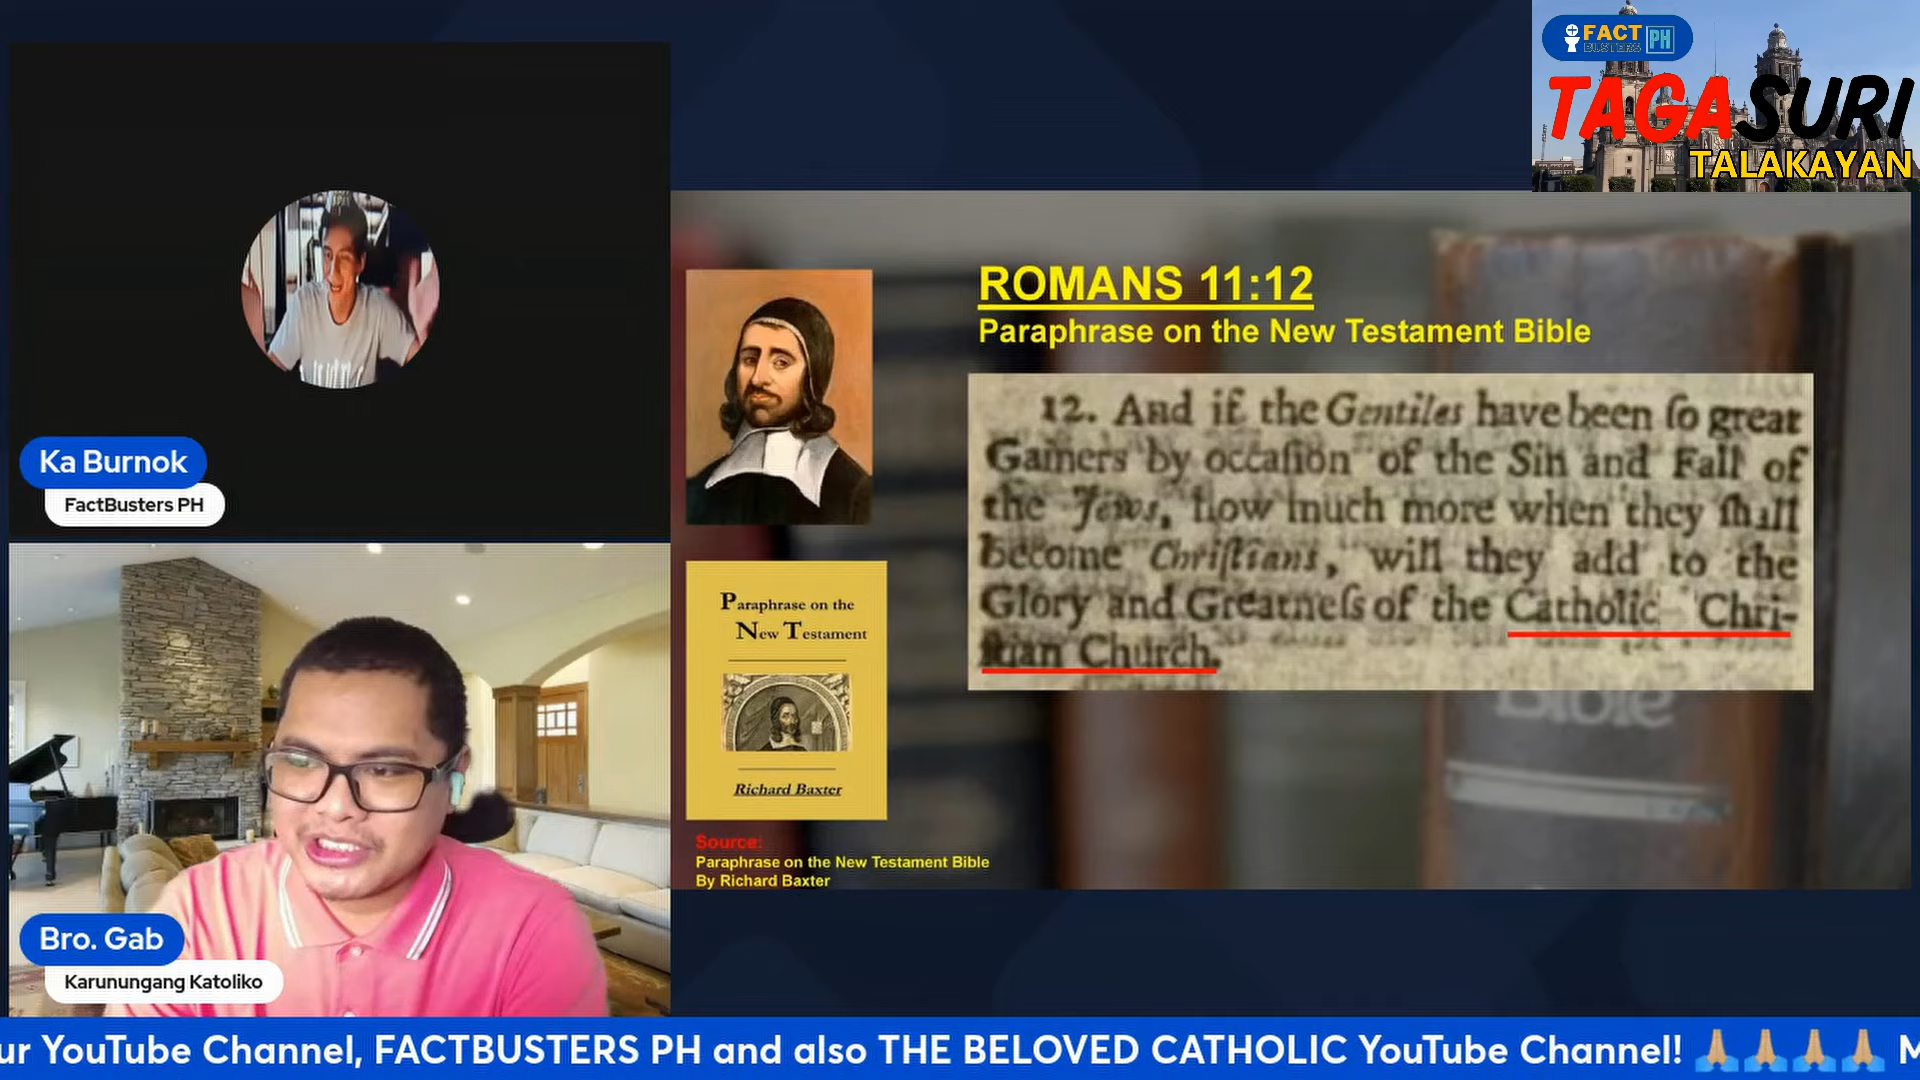 FACT
BUSTERS PH
TAGASURI
TALAKAYAN
ROMANS 11:12
Paraphrase on the New Testament Bible
12. And if the Gentiles have been ſo great
Gainers by occaſion of the Sin and Fall of
the Jews, how much more when they ſhall
become Chriſtians, will they add to the
Glory and Greatneſs of the Catholic Chri-
ſtian Church.
Bible
Paraphrase on the
New Testament
Richard Baxter
Source:
Paraphrase on the New Testament Bible
By Richard Baxter
Ka Burnok
FactBusters PH
Bro. Gab
Karunungang Katoliko
ur YouTube Channel, FACTBUSTERS PH and also THE BELOVED CATHOLIC YouTube Channel! 🙏🏼🙏🏼🙏🏼🙏🏼 M